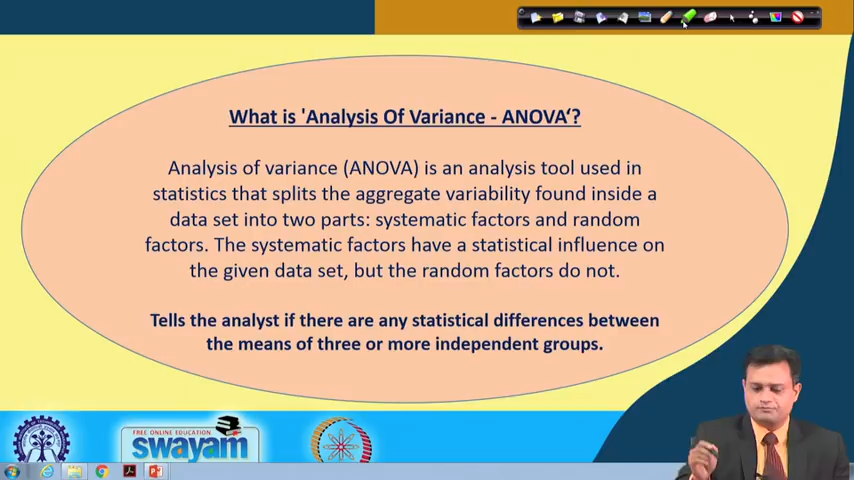 What is 'Analysis Of Variance - ANOVA‘?
Analysis of variance (ANOVA) is an analysis tool used in
statistics that splits the aggregate variability found inside a
data set into two parts: systematic factors and random
factors. The systematic factors have a statistical influence on
the given data set, but the random factors do not.
Tells the analyst if there are any statistical differences between
the means of three or more independent groups.
FREE ONLINE EDUCATION
swayam